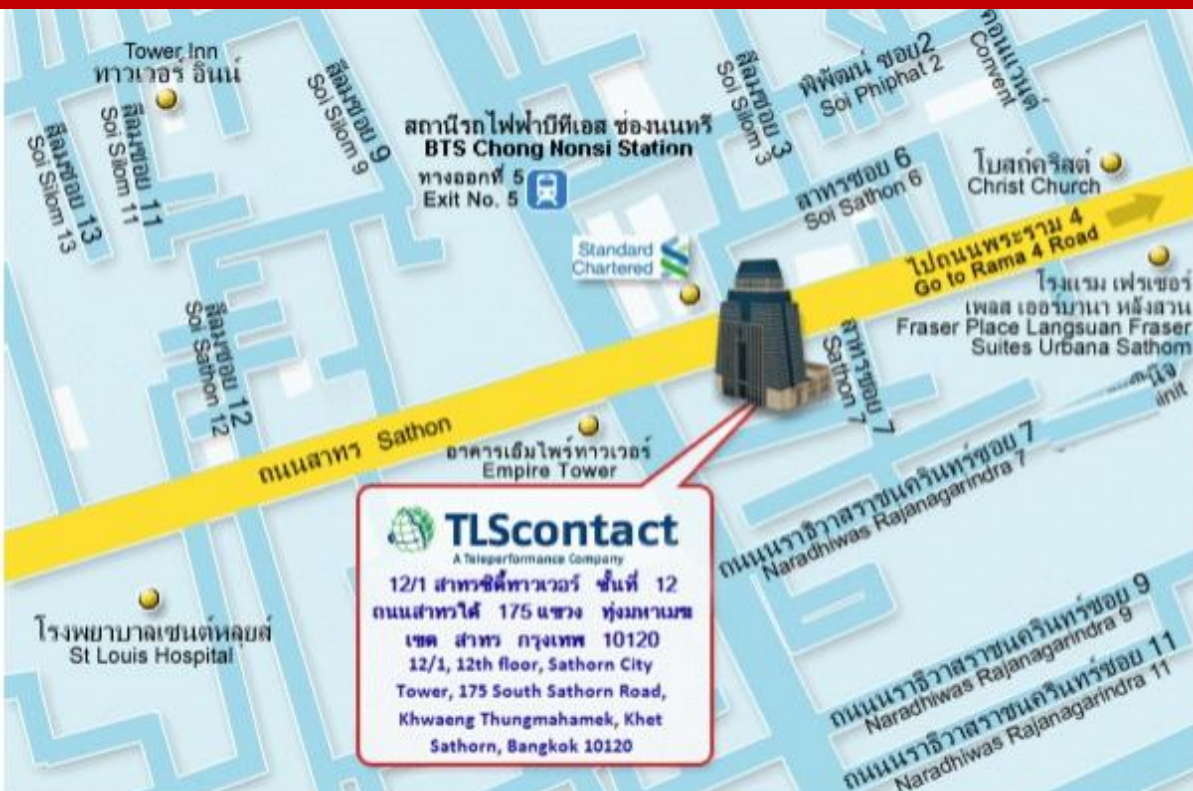 Tower Inn
ทาวเวอร์ อินน์
สีลมซอย 13
Soi Silom 13
สีลมซอย 11
Soi Silom 11
สีลมซอย 9
Soi Silom 9
สถานีรถไฟฟ้าบีทีเอส ช่องนนทรี
BTS Chong Nonsi Station
ทางออกที่ 5
Exit No. 5
สีลมซอย 3
Soi Silom 3
พิพัฒน์ ซอย2
Soi Phiphat 2
คอนแวนต์
Convent
สาทรซอย 6
Soi Sathon 6
โบสถ์คริสต์
Christ Church
Standard
Chartered
ไปถนนพระราม 4
Go to Rama 4 Road
โรงแรม เฟรเซอร์
เพลส เออร์บานา หลังสวน
Fraser Place Langsuan Fraser
Suites Urbana Sathorn
สีลมซอย 12
Soi Sathon 12
สาทรซอย 7
Sathon 7
init
ถนนสาทร Sathon
อาคารเอ็มไพร์ทาวเวอร์
Empire Tower
ถนนนราธิวาสราชนครินทร์ซอย 7
Naradhiwas Rajanagarindra 7
TLScontact
A Teleperformance Company
12/1 สาทรซิตี้ทาวเวอร์ ชั้นที่ 12
ถนนสาทรใต้ 175 แขวง ทุ่งมหาเมฆ
เขต สาทร กรุงเทพ 10120
12/1, 12th floor, Sathorn City
Tower, 175 South Sathorn Road,
Khwaeng Thungmahamek, Khet
Sathorn, Bangkok 10120
โรงพยาบาลเซนต์หลุยส์
St Louis Hospital
ถนนนราธิวาสราชนครินทร์ซอย 9
Naradhiwas Rajanagarindra 9
ถนนนราธิวาสราชนครินทร์ซอย 11
Naradhiwas Rajanagarindra 11